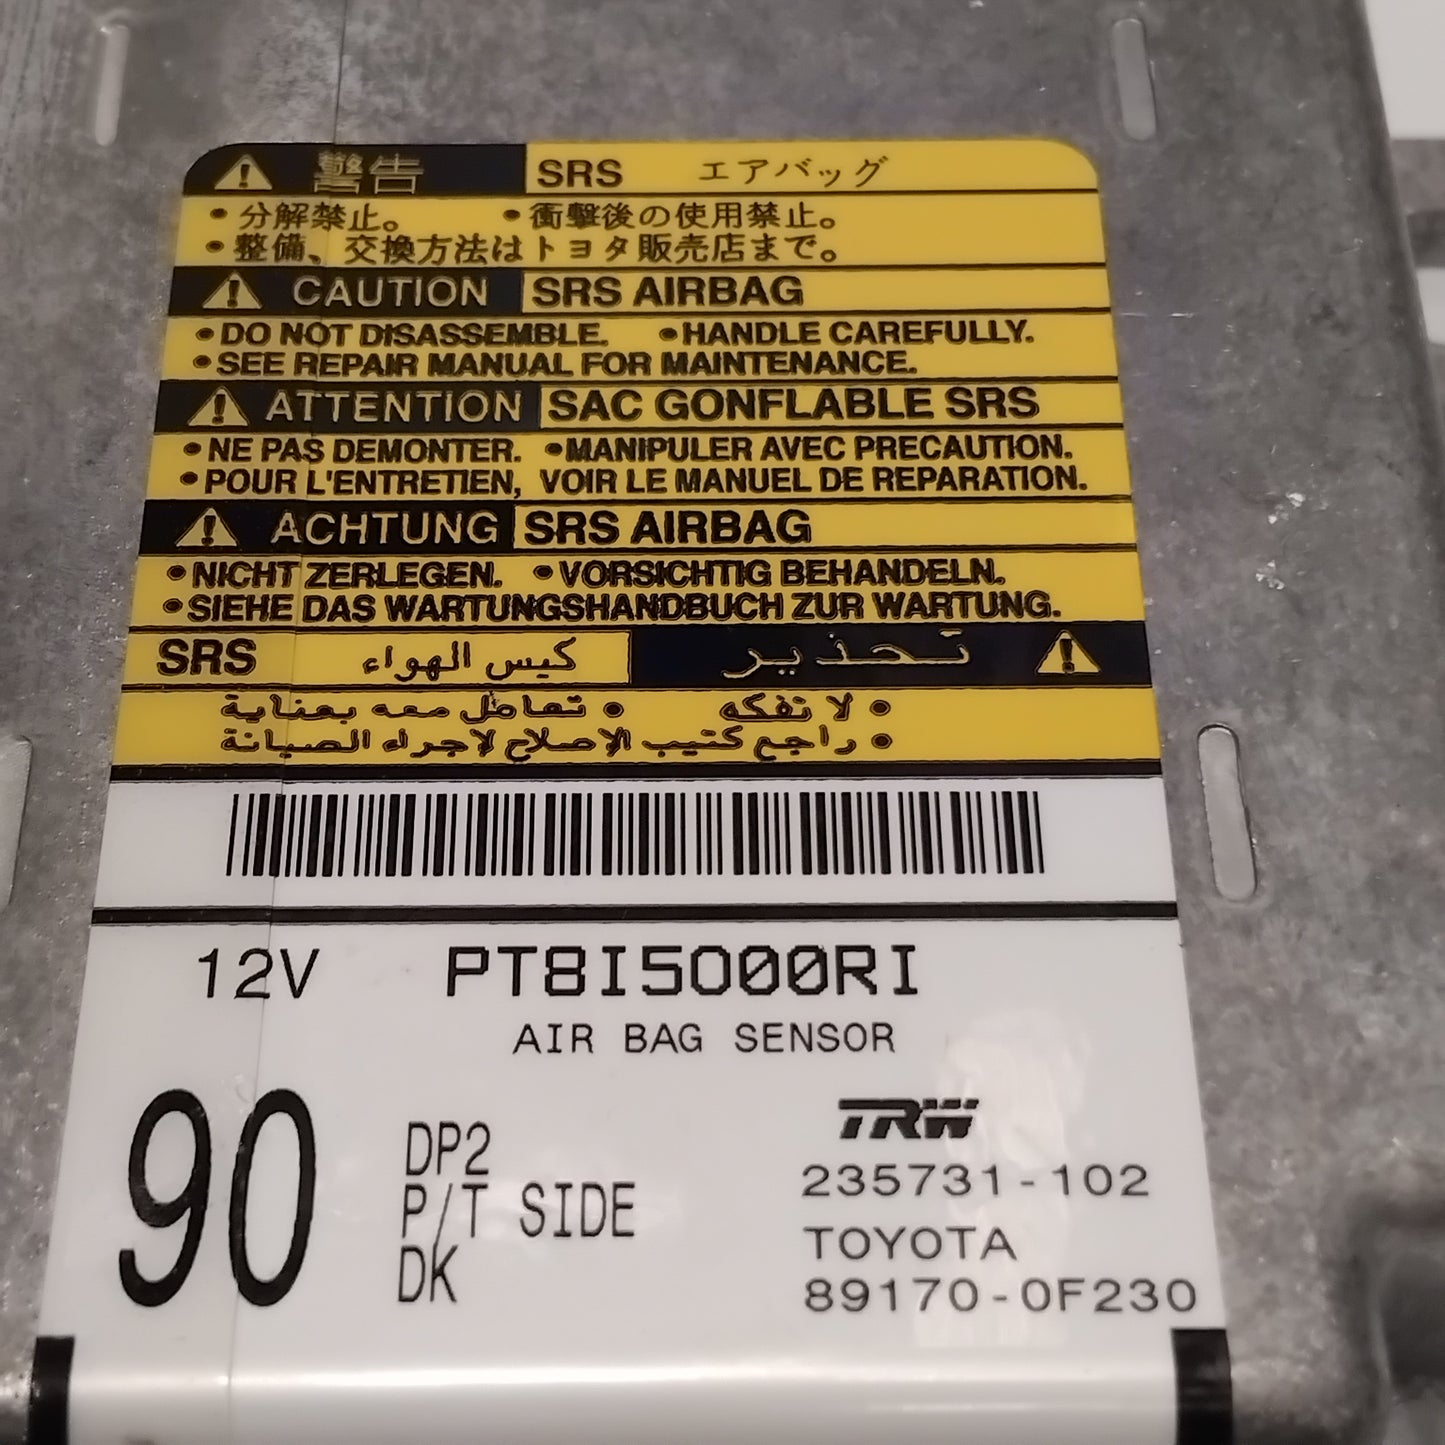 警告 SRS エアバッグ
• 分解禁止。 • 衝撃後の使用禁止。
• 整備、交換方法はトヨタ販売店まで。
CAUTION SRS AIRBAG
• DO NOT DISASSEMBLE. • HANDLE CAREFULLY.
• SEE REPAIR MANUAL FOR MAINTENANCE.
ATTENTION SAC GONFLABLE SRS
• NE PAS DEMONTER. • MANIPULER AVEC PRECAUTION.
• POUR L'ENTRETIEN, VOIR LE MANUEL DE REPARATION.
ACHTUNG SRS AIRBAG
• NICHT ZERLEGEN. • VORSICHTIG BEHANDELN.
• SIEHE DAS WARTUNGSHANDBUCH ZUR WARTUNG.
تحذير كيس الهواء SRS
• لا تفكه • تعامل معه بعناية
• راجع كتيب الإصلاح لاجراء الصيانة
12V PT8I5000RI
AIR BAG SENSOR
90
DP2
P/T SIDE
DK
TRW
235731-102
TOYOTA
89170-0F230